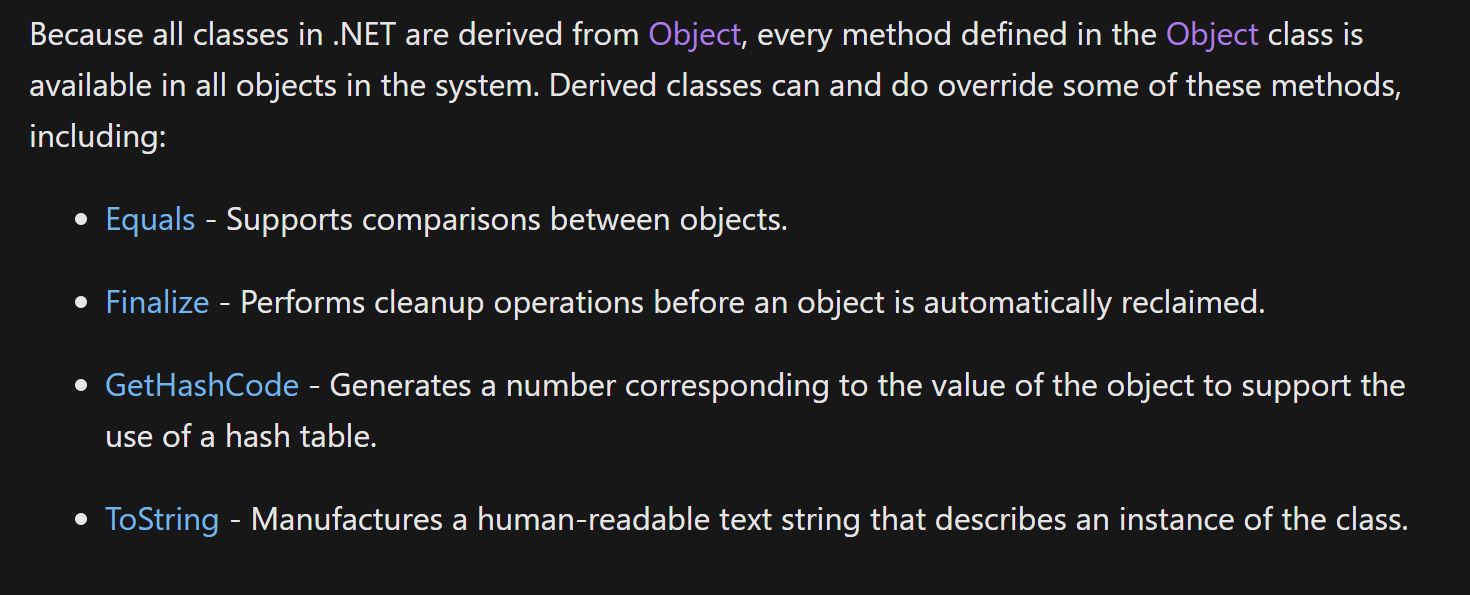 Because all classes in .NET are derived from Object, every method defined in the Object class is
available in all objects in the system. Derived classes can and do override some of these methods,
including:
• Equals - Supports comparisons between objects.
• Finalize - Performs cleanup operations before an object is automatically reclaimed.
• GetHashCode - Generates a number corresponding to the value of the object to support the
use of a hash table.
• ToString - Manufactures a human-readable text string that describes an instance of the class.